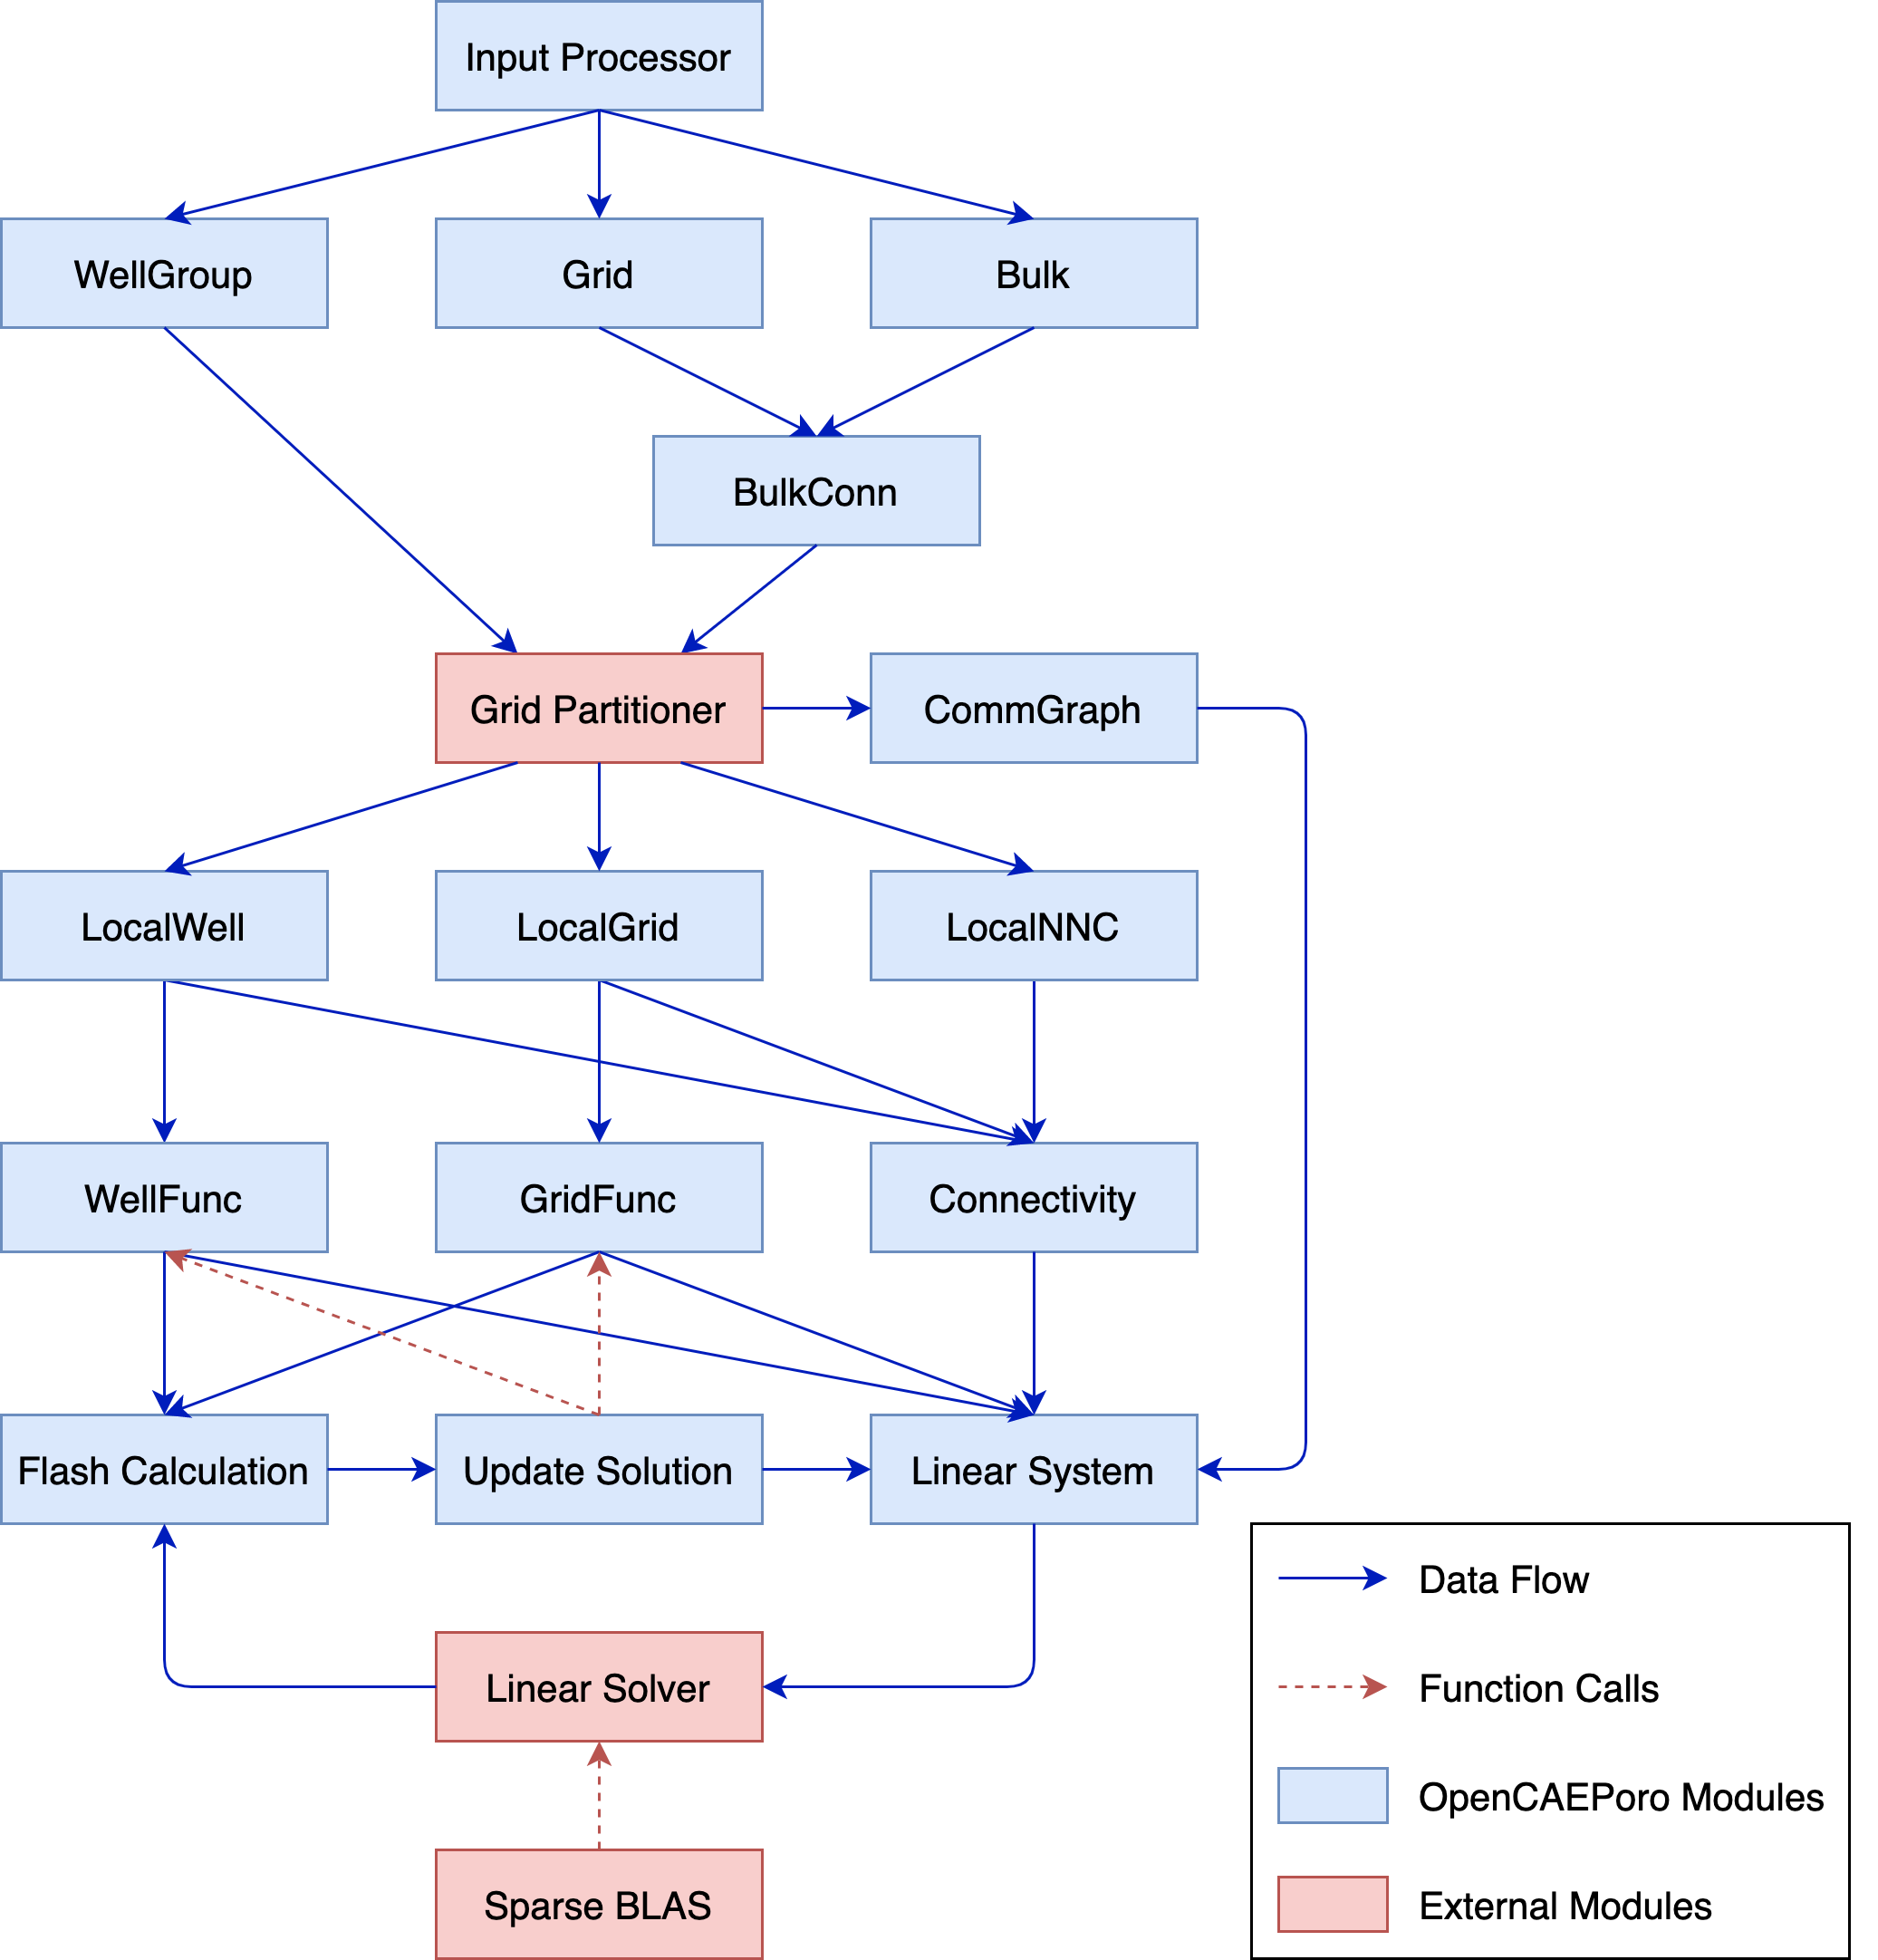 Input Processor
WellGroup
Grid
Bulk
BulkConn
Grid Partitioner
CommGraph
LocalWell
LocalGrid
LocalNNC
WellFunc
GridFunc
Connectivity
Flash Calculation
Update Solution
Linear System
Linear Solver
Sparse BLAS
Data Flow
Function Calls
OpenCAEPoro Modules
External Modules